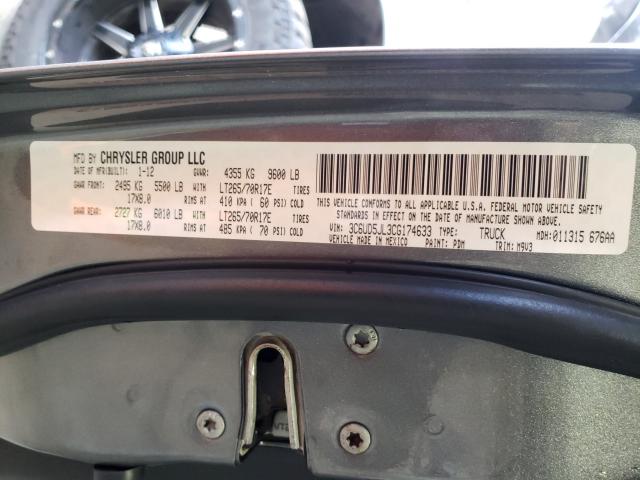 MFD BY CHRYSLER GROUP LLC
DATE OF MFR(BUILT): 1-12 GVWR: 4355 KG 9600 LB
GAWR FRONT: 2495 KG 5500 LB WITH LT265/70R17E TIRES
17X8.0 RIMS AT 410 KPA ( 60 PSI) COLD
GAWR REAR: 2727 KG 6010 LB WITH LT265/70R17E TIRES
17X8.0 RIMS AT 485 KPA ( 70 PSI) COLD
THIS VEHICLE CONFORMS TO ALL APPLICABLE U.S.A. FEDERAL MOTOR VEHICLE SAFETY
STANDARDS IN EFFECT ON THE DATE OF MANUFACTURE SHOWN ABOVE.
VIN: 3C6UD5JL3CG174633 TYPE: TRUCK MDH: 011315 676AA
VEHICLE MADE IN MEXICO PAINT: PDM TRIM: M9V3